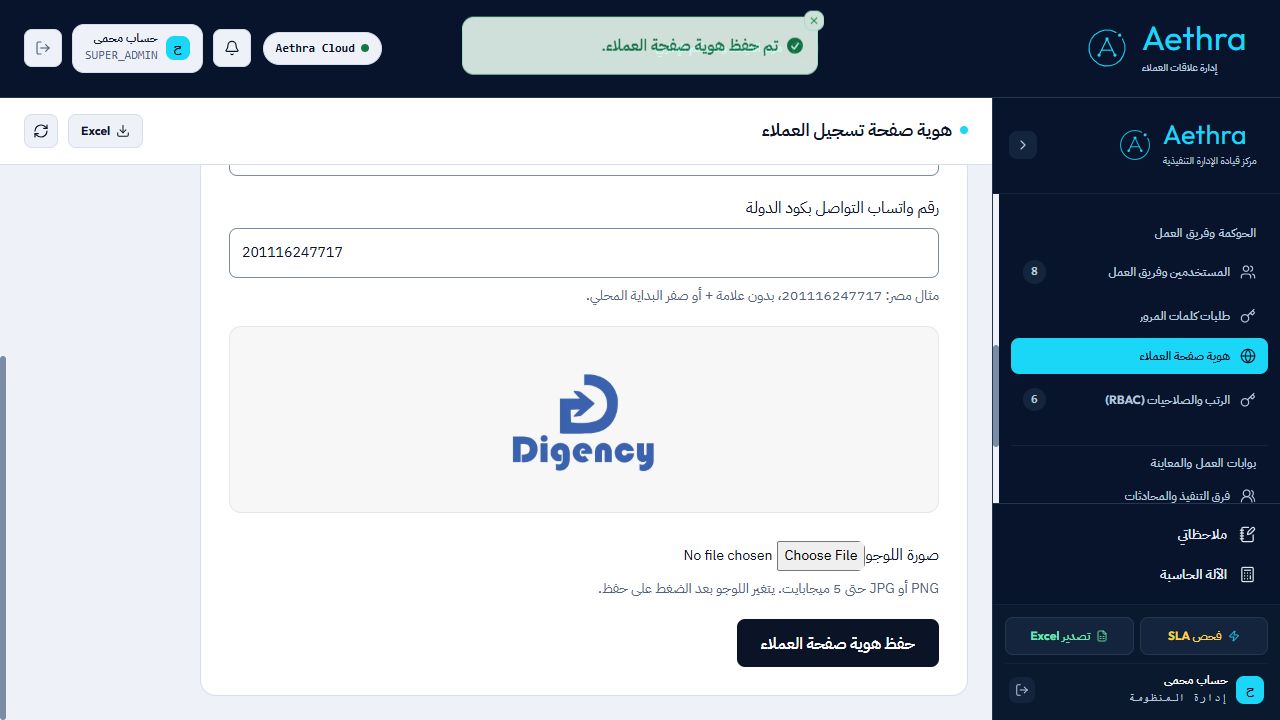 Aethra
إدارة علاقات العملاء
تم حفظ هوية صفحة العملاء.
Aethra Cloud
حساب محمي
SUPER_ADMIN
ح
Aethra
مركز قيادة الإدارة التنفيذية
الحوكمة وفريق العمل
المستخدمين وفريق العمل
8
طلبات كلمات المرور
هوية صفحة العملاء
الرتب والصلاحيات (RBAC)
6
بوابات العمل والمعاينة
فرق التنفيذ والمحادثات
ملاحظاتي
الآلة الحاسبة
فحص SLA
تصدير Excel
ح
حساب محمي
إدارة المنظومة
هوية صفحة تسجيل العملاء
Excel
رقم واتساب التواصل بكود الدولة
201116247717
مثال مصر: 201116247717، بدون علامة + أو صفر البداية المحلي.
Digency
صورة اللوجو Choose File No file chosen
PNG أو JPG حتى 5 ميجابايت. يتغير اللوجو بعد الضغط على حفظ.
حفظ هوية صفحة العملاء